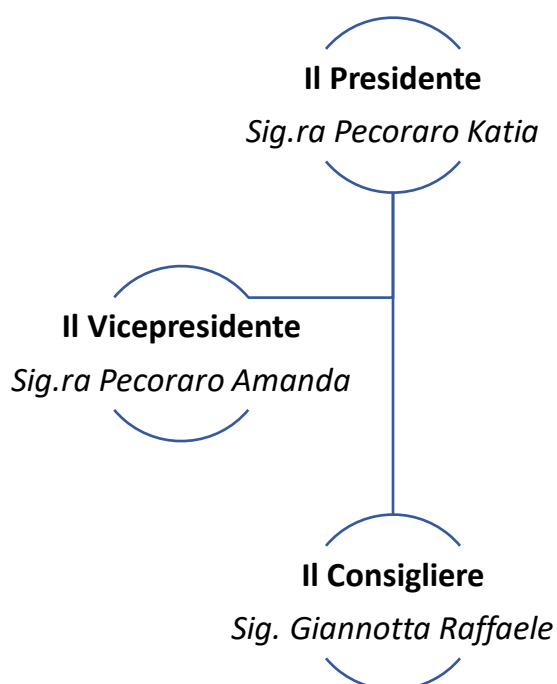 Il Presidente
Sig.ra Pecoraro Katia
Il Vicepresidente
Sig.ra Pecoraro Amanda
Il Consigliere
Sig. Giannotta Raffaele